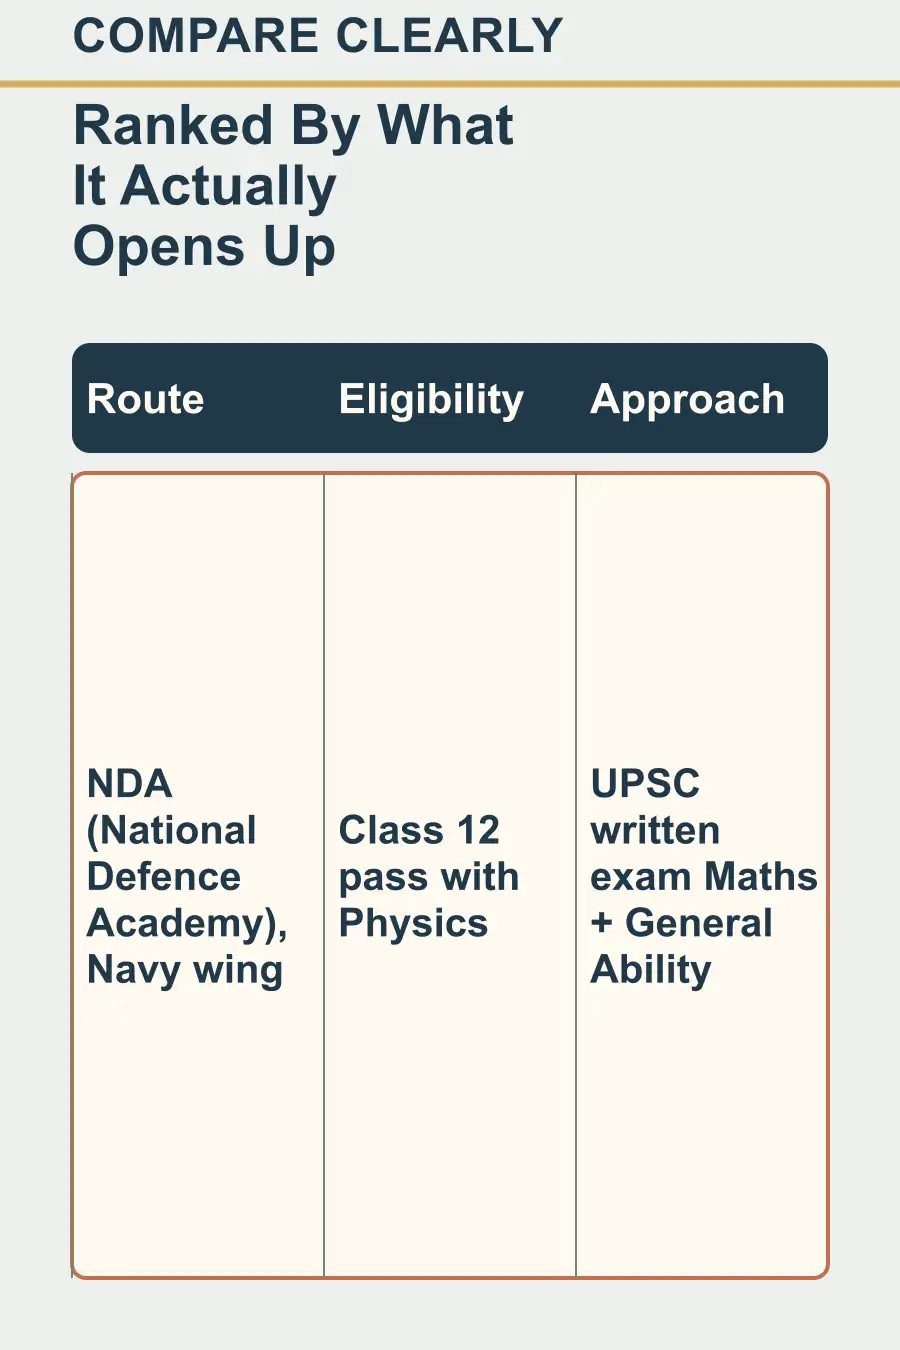 COMPARE CLEARLY
Ranked By What
It Actually
Opens Up
Route Eligibility Approach
NDA
(National
Defence
Academy),
Navy wing
Class 12
pass with
Physics
UPSC
written
exam Maths
+ General
Ability